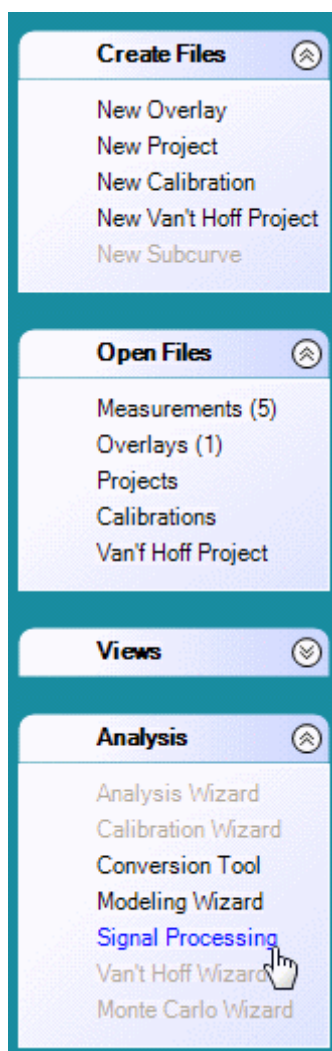 Create Files
New Overlay
New Project
New Calibration
New Van't Hoff Project
New Subcurve
Open Files
Measurements (5)
Overlays (1)
Projects
Calibrations
Van'f Hoff Project
Views
Analysis
Analysis Wizard
Calibration Wizard
Conversion Tool
Modeling Wizard
Signal Processing
Van't Hoff Wizard
Monte Carlo Wizard